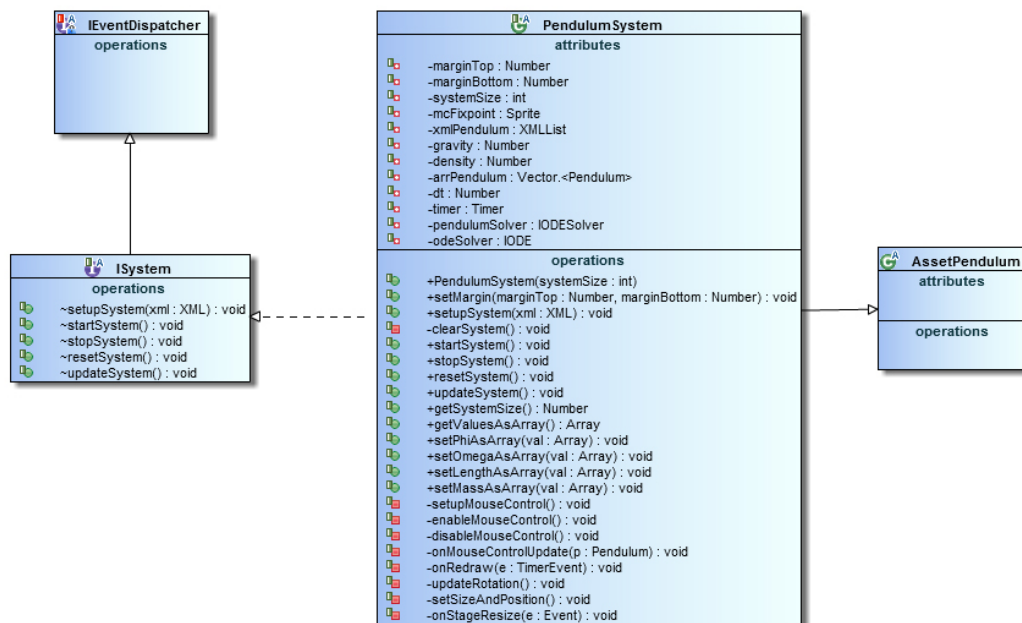 IEventDispatcher
operations
ISystem
operations
~setupSystem(xml : XML) : void
~startSystem() : void
~stopSystem() : void
~resetSystem() : void
~updateSystem() : void
PendulumSystem
attributes
-marginTop : Number
-marginBottom : Number
-systemSize : int
-mcFixpoint : Sprite
-xmlPendulum : XMLList
-gravity : Number
-density : Number
-arrPendulum : Vector.<Pendulum>
-dt : Number
-timer : Timer
-pendulumSolver : IODESolver
-odeSolver : IODE
operations
+PendulumSystem(systemSize : int)
+setMargin(marginTop : Number, marginBottom : Number) : void
+setupSystem(xml : XML) : void
-clearSystem() : void
+startSystem() : void
+stopSystem() : void
+resetSystem() : void
+updateSystem() : void
+getSystemSize() : Number
+getValuesAsArray() : Array
+setPhiAsArray(val : Array) : void
+setOmegaAsArray(val : Array) : void
+setLengthAsArray(val : Array) : void
+setMassAsArray(val : Array) : void
-setupMouseControl() : void
-enableMouseControl() : void
-disableMouseControl() : void
-onMouseControlUpdate(p : Pendulum) : void
-onRedraw(e : TimerEvent) : void
-updateRotation() : void
-setSizeAndPosition() : void
-onStageResize(e : Event) : void
AssetPendulum
attributes
operations